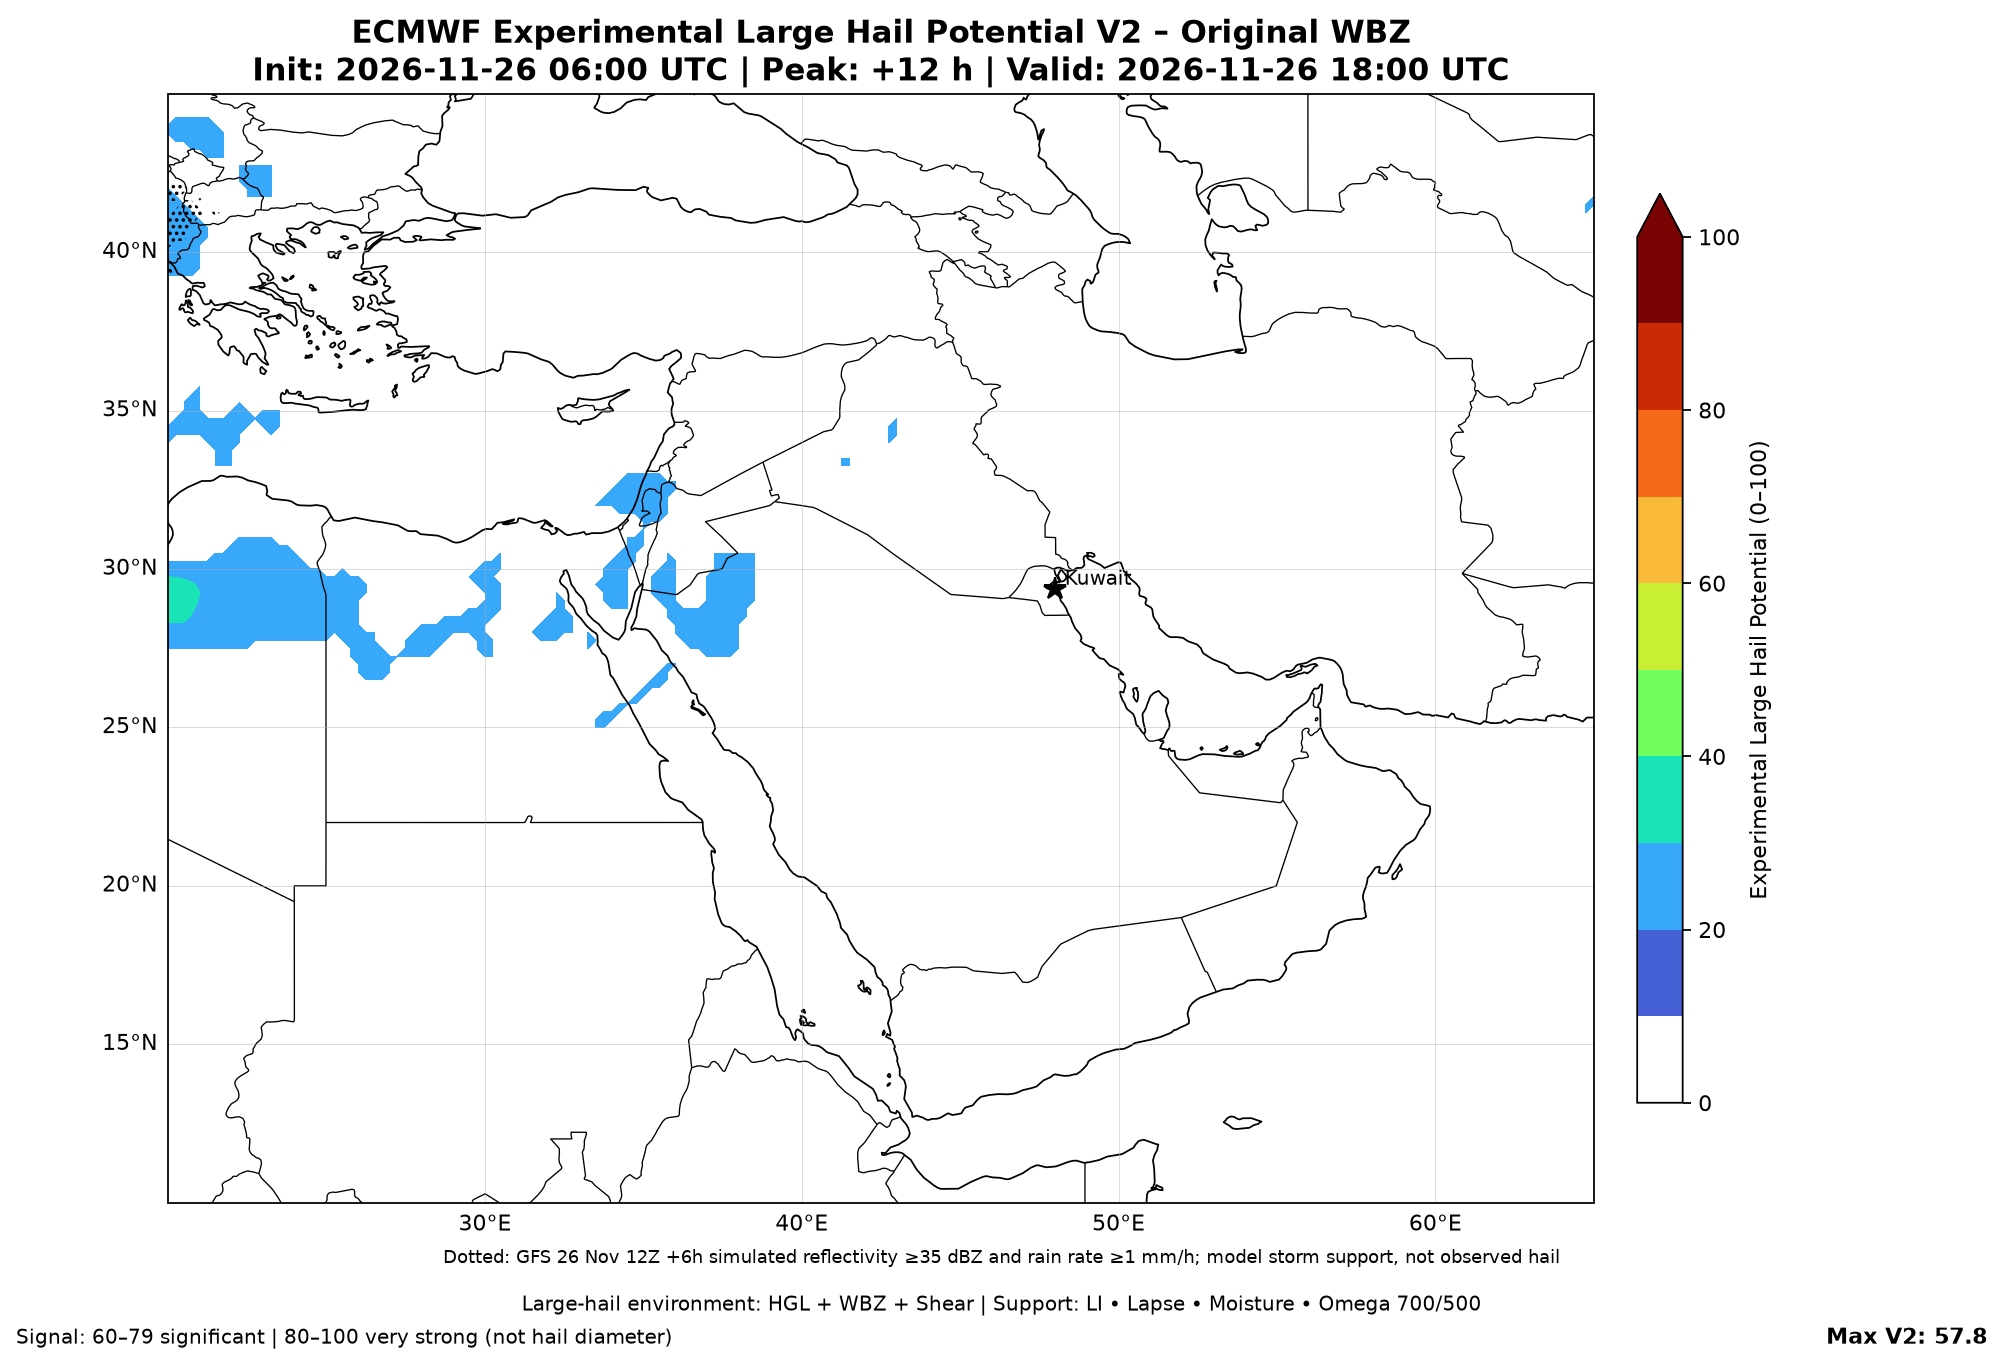 ECMWF Experimental Large Hail Potential V2 – Original WBZ
Init: 2026-11-26 06:00 UTC | Peak: +12 h | Valid: 2026-11-26 18:00 UTC
40°N
35°N
30°N
25°N
20°N
15°N
30°E
40°E
50°E
60°E
Kuwait
100
80
60
40
20
0
Experimental Large Hail Potential (0–100)
Dotted: GFS 26 Nov 12Z +6h simulated reflectivity ≥35 dBZ and rain rate ≥1 mm/h; model storm support, not observed hail
Large-hail environment: HGL + WBZ + Shear | Support: LI • Lapse • Moisture • Omega 700/500
Signal: 60–79 significant | 80–100 very strong (not hail diameter)
Max V2: 57.8